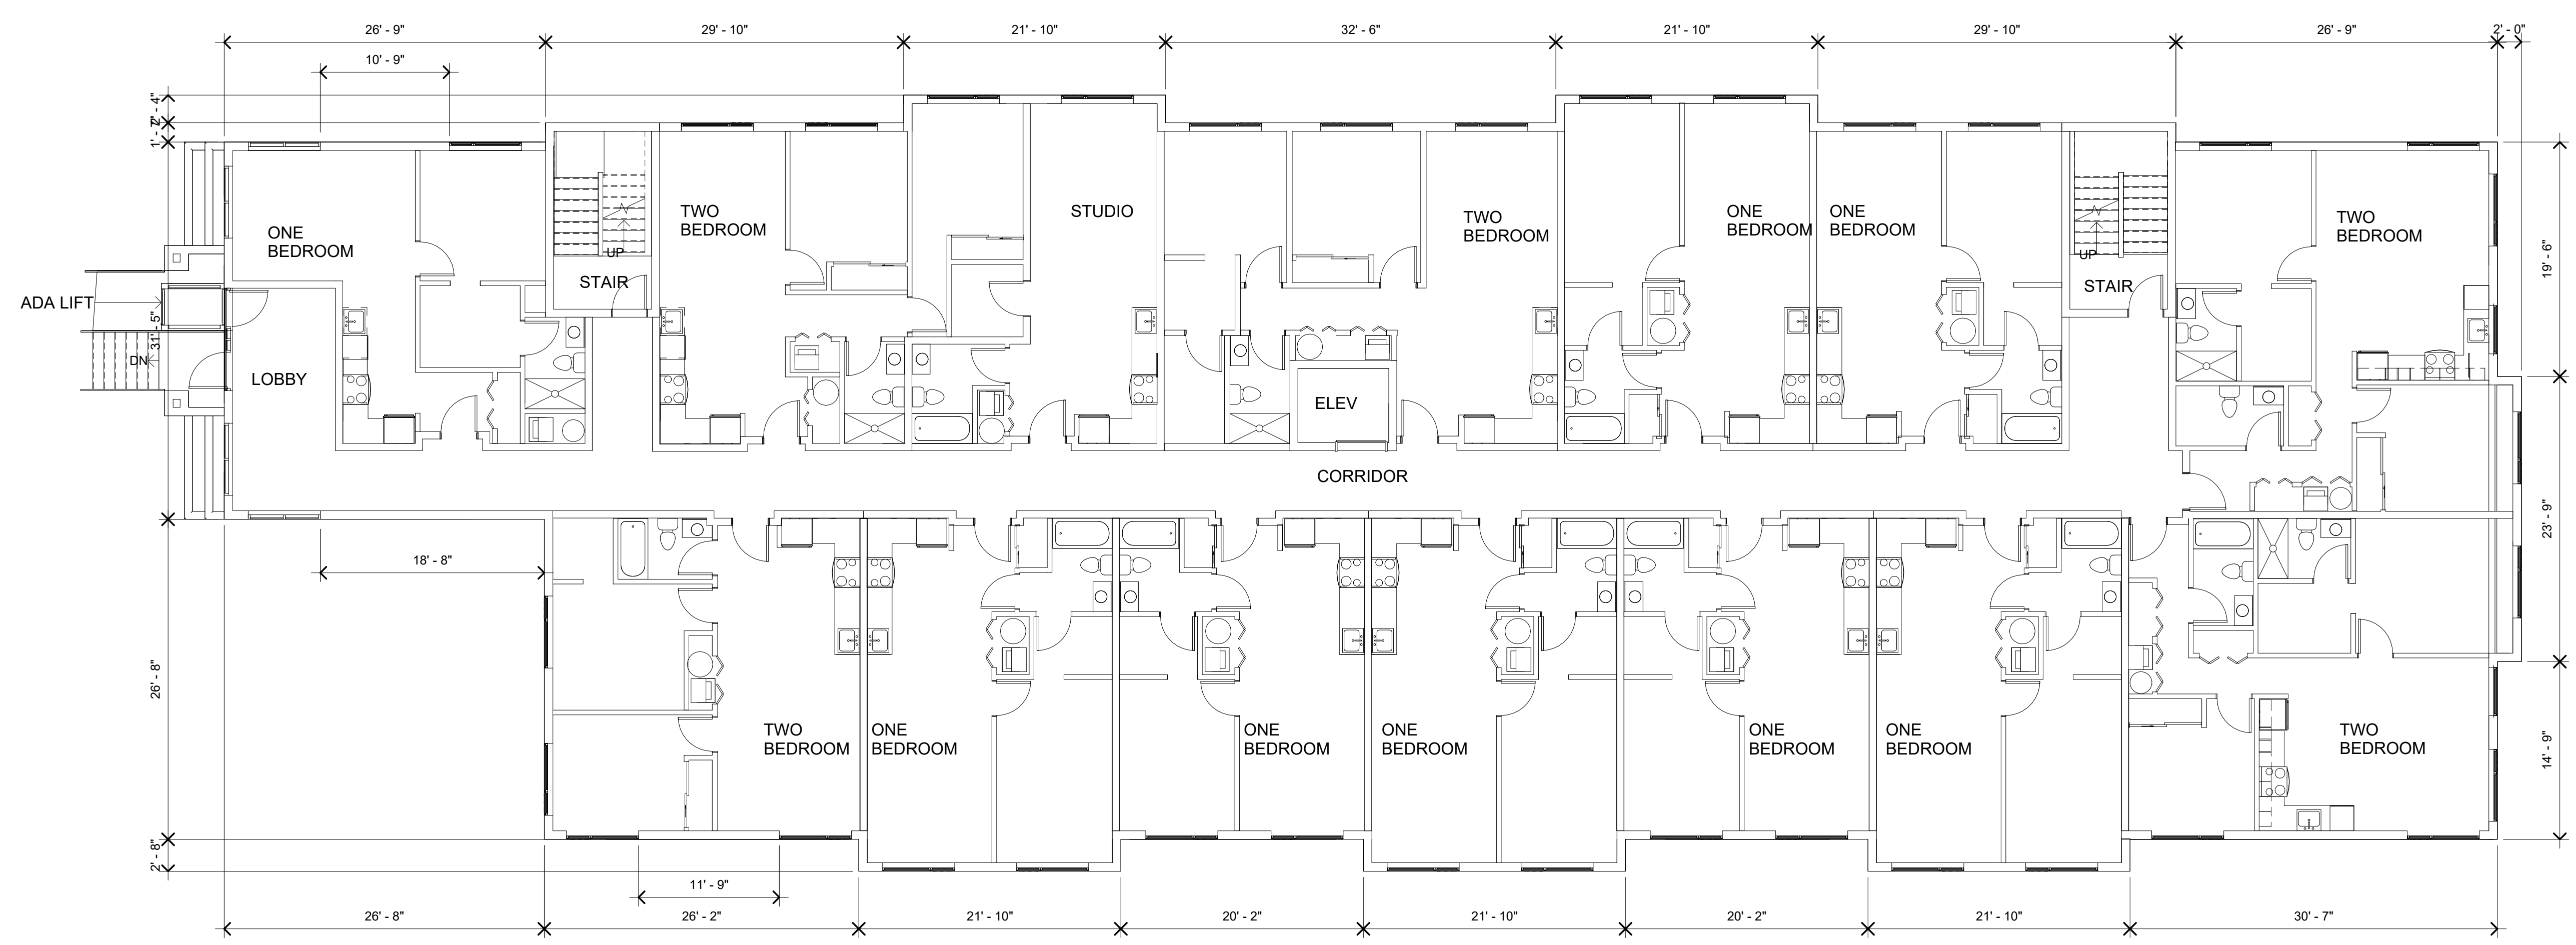 26' - 9"
29' - 10"
21' - 10"
32' - 6"
21' - 10"
29' - 10"
26' - 9"
2' - 0"
10' - 9"
2' - 4"
1' - 7"
ONE
BEDROOM
TWO
BEDROOM
STUDIO
TWO
BEDROOM
ONE
BEDROOM
ONE
BEDROOM
TWO
BEDROOM
UP
STAIR
UP
STAIR
19' - 6"
ADA LIFT
31' - 5"
DN
LOBBY
ELEV
CORRIDOR
23' - 9"
18' - 8"
26' - 8"
TWO
BEDROOM
ONE
BEDROOM
ONE
BEDROOM
ONE
BEDROOM
ONE
BEDROOM
ONE
BEDROOM
TWO
BEDROOM
14' - 9"
2' - 8"
11' - 9"
26' - 8"
26' - 2"
21' - 10"
20' - 2"
21' - 10"
20' - 2"
21' - 10"
30' - 7"